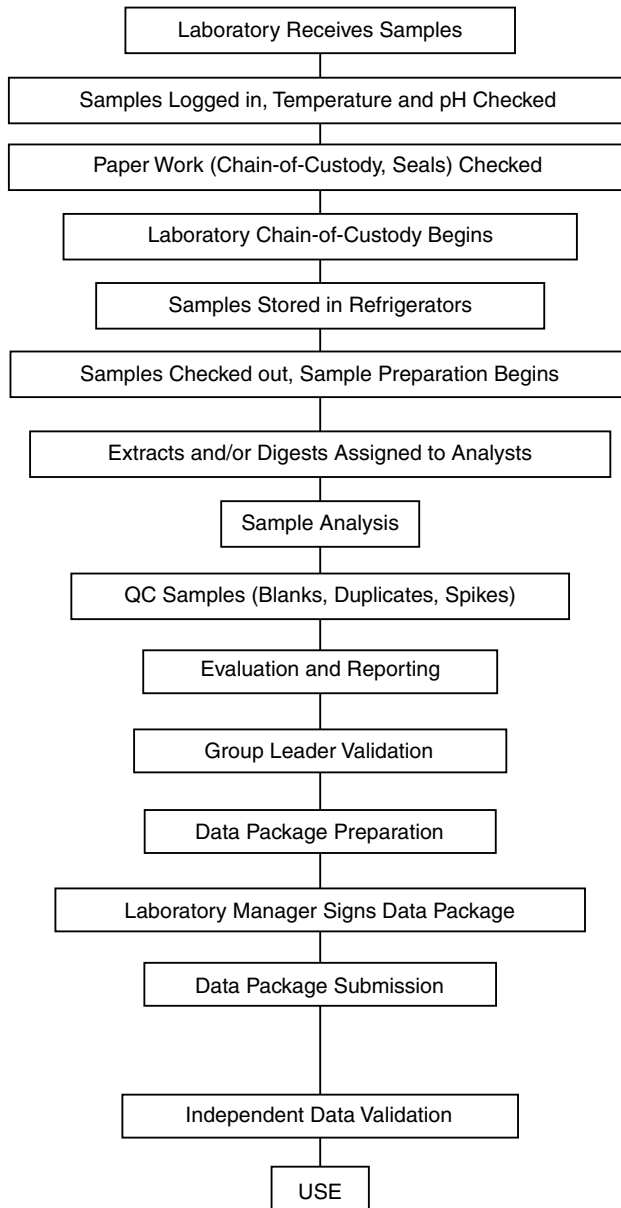 Laboratory Receives Samples
Samples Logged in, Temperature and pH Checked
Paper Work (Chain-of-Custody, Seals) Checked
Laboratory Chain-of-Custody Begins
Samples Stored in Refrigerators
Samples Checked out, Sample Preparation Begins
Extracts and/or Digests Assigned to Analysts
Sample Analysis
QC Samples (Blanks, Duplicates, Spikes)
Evaluation and Reporting
Group Leader Validation
Data Package Preparation
Laboratory Manager Signs Data Package
Data Package Submission
Independent Data Validation
USE